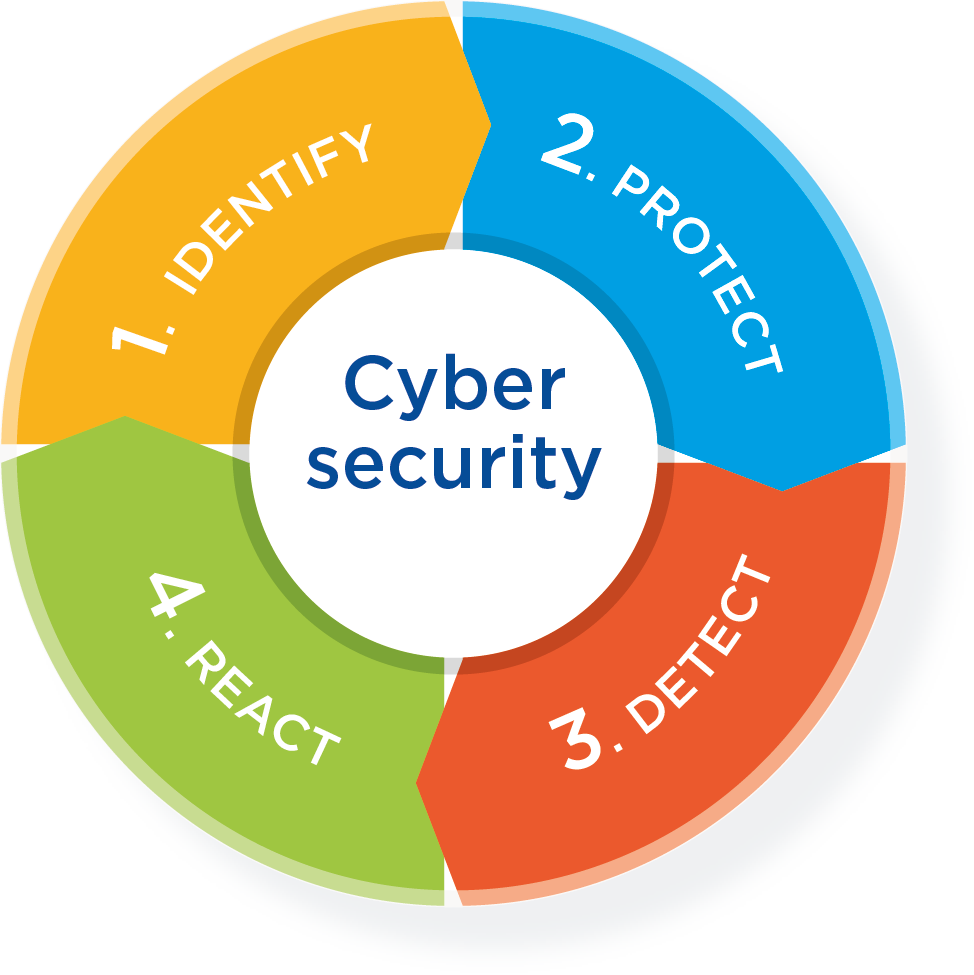 1. IDENTIFY
2. PROTECT
Cyber
security
3. DETECT
4. REACT